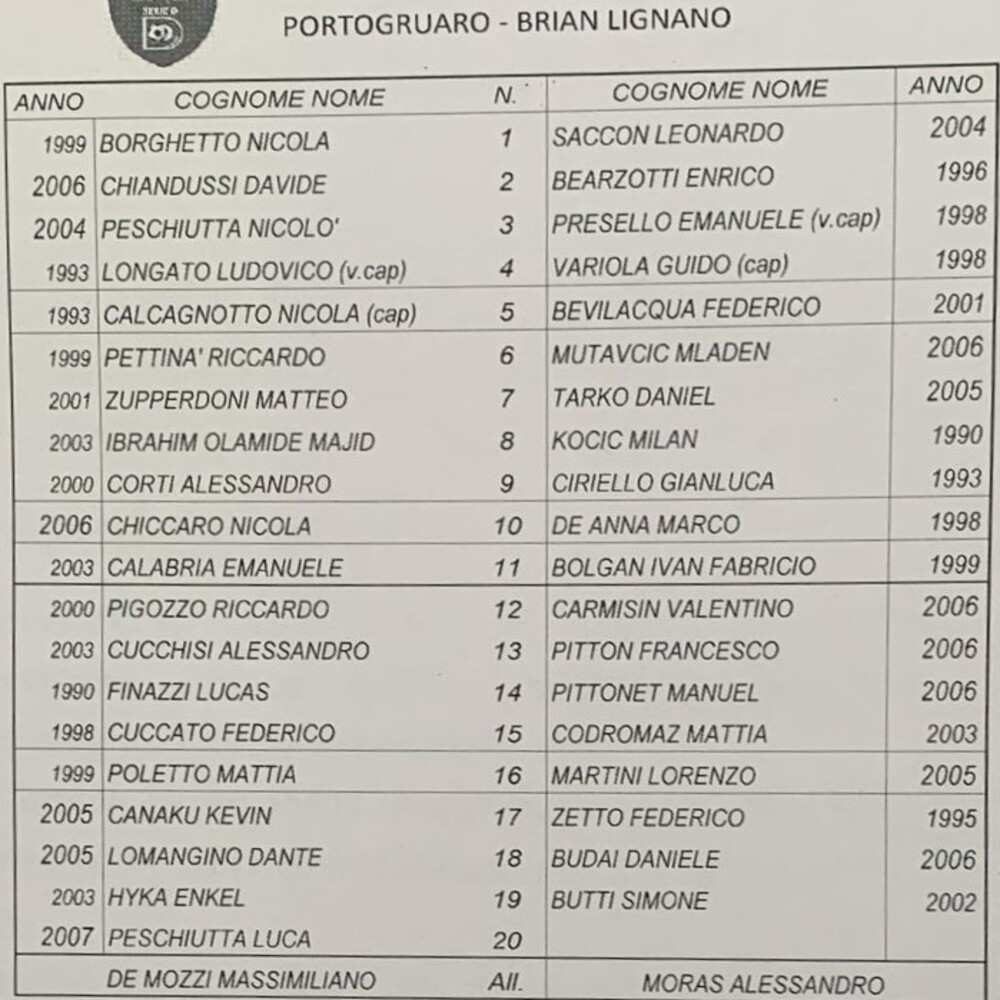 SERIE D
PORTOGRUARO - BRIAN LIGNANO
ANNO COGNOME NOME N. COGNOME NOME ANNO
1999 BORGHETTO NICOLA 1 SACCON LEONARDO 2004
2006 CHIANDUSSI DAVIDE 2 BEARZOTTI ENRICO 1996
2004 PESCHIUTTA NICOLO' 3 PRESELLO EMANUELE (v.cap) 1998
1993 LONGATO LUDOVICO (v.cap) 4 VARIOLA GUIDO (cap) 1998
1993 CALCAGNOTTO NICOLA (cap) 5 BEVILACQUA FEDERICO 2001
1999 PETTINA' RICCARDO 6 MUTAVCIC MLADEN 2006
2001 ZUPPERDONI MATTEO 7 TARKO DANIEL 2005
2003 IBRAHIM OLAMIDE MAJID 8 KOCIC MILAN 1990
2000 CORTI ALESSANDRO 9 CIRIELLO GIANLUCA 1993
2006 CHICCARO NICOLA 10 DE ANNA MARCO 1998
2003 CALABRIA EMANUELE 11 BOLGAN IVAN FABRICIO 1999
2000 PIGOZZO RICCARDO 12 CARMISIN VALENTINO 2006
2003 CUCCHISI ALESSANDRO 13 PITTON FRANCESCO 2006
1990 FINAZZI LUCAS 14 PITTONET MANUEL 2006
1998 CUCCATO FEDERICO 15 CODROMAZ MATTIA 2003
1999 POLETTO MATTIA 16 MARTINI LORENZO 2005
2005 CANAKU KEVIN 17 ZETTO FEDERICO 1995
2005 LOMANGINO DANTE 18 BUDAI DANIELE 2006
2003 HYKA ENKEL 19 BUTTI SIMONE 2002
2007 PESCHIUTTA LUCA 20
DE MOZZI MASSIMILIANO All. MORAS ALESSANDRO